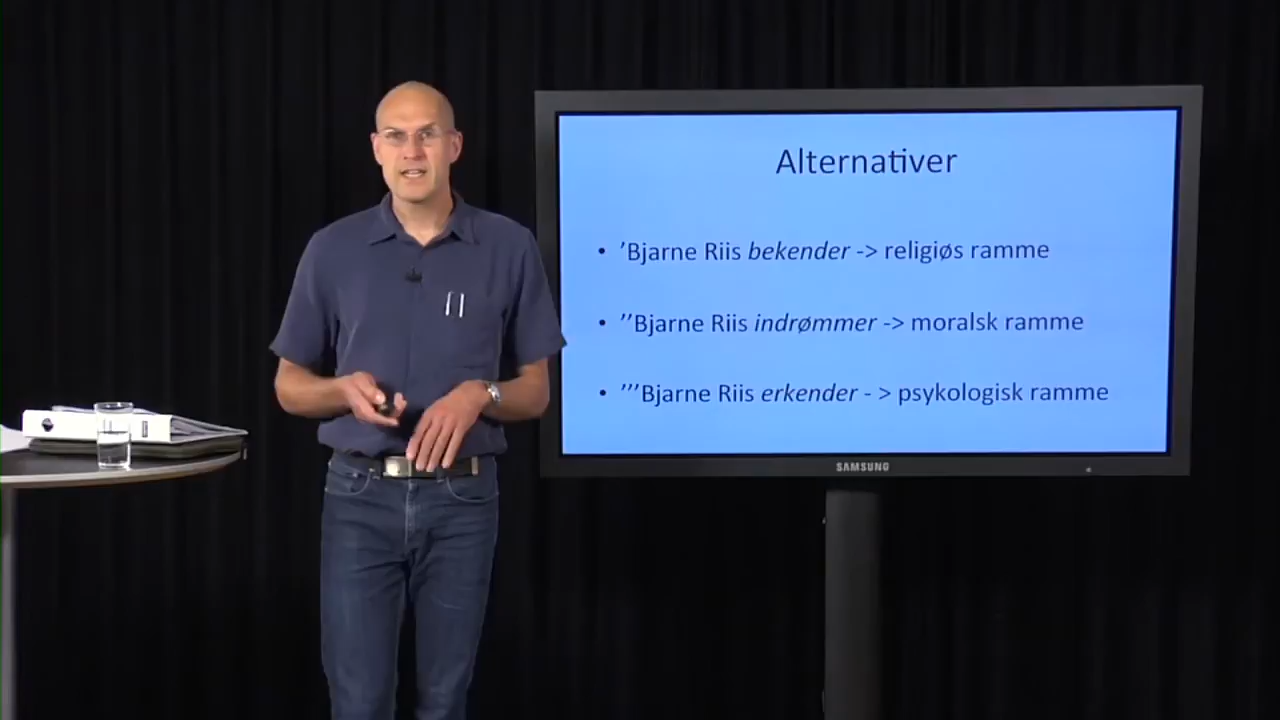 Alternativer
• ’Bjarne Riis bekender -> religiøs ramme
• ’’Bjarne Riis indrømmer -> moralsk ramme
• ’’’Bjarne Riis erkender - > psykologisk ramme
SAMSUNG